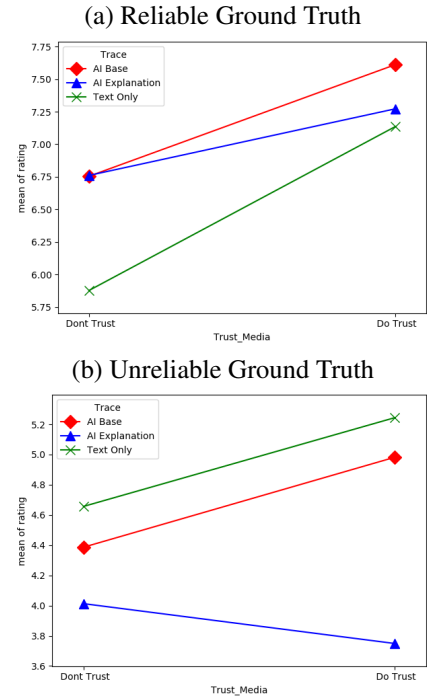 (a) Reliable Ground Truth
7.75
Trace
AI Base
7.50
AI Explanation
Text Only
7.25
7.00
mean of rating
6.75
6.50
6.25
6.00
5.75
Dont Trust
Do Trust
Trust_Media
(b) Unreliable Ground Truth
Trace
5.2
AI Base
AI Explanation
5.0
Text Only
4.8
4.6
mean of rating
4.4
4.2
4.0
3.8
3.6
Dont Trust
Do Trust
Trust_Media